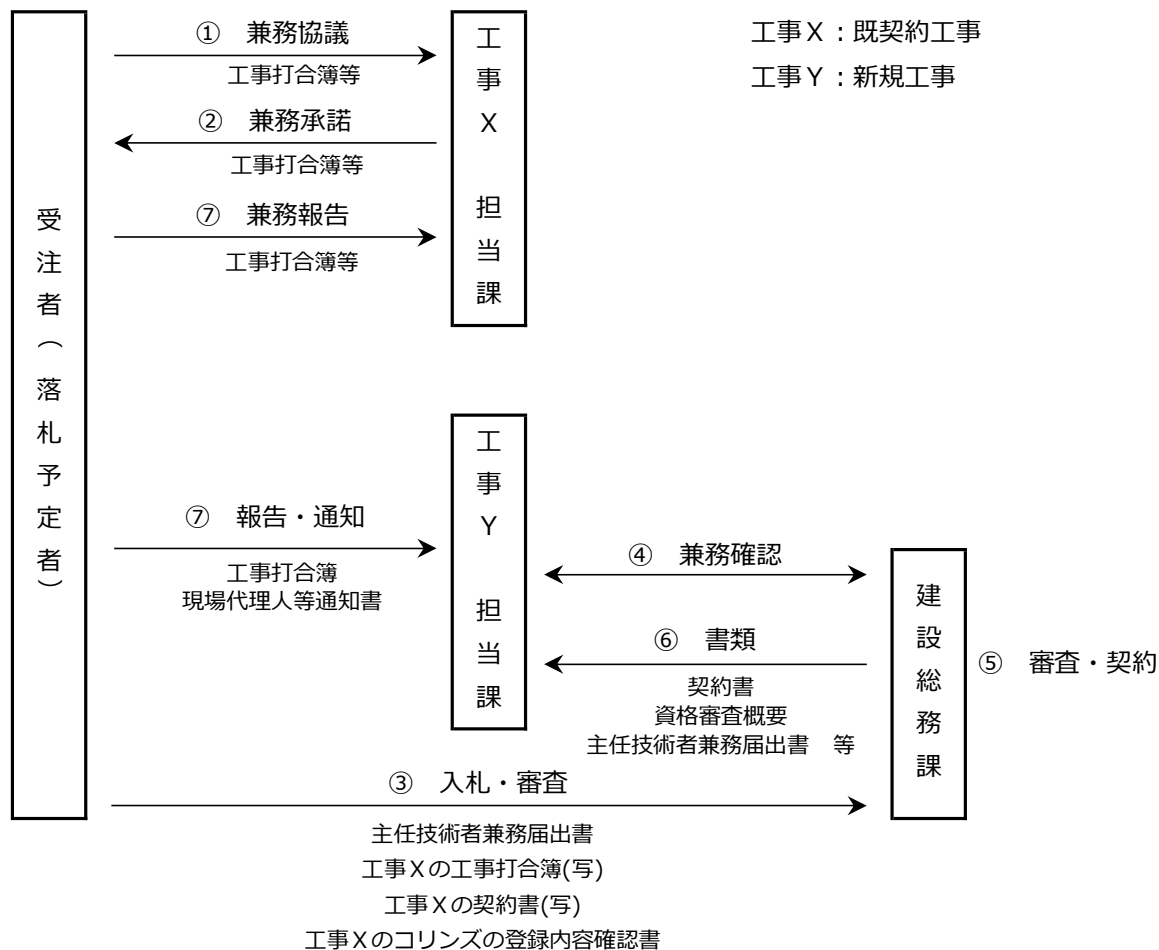 ① 兼務協議
工事打合簿等
② 兼務承諾
工事打合簿等
⑦ 兼務報告
工事打合簿等
工事X 担当課
工事X：既契約工事
工事Y：新規工事
受注者（落札予定者）
⑦ 報告・通知
工事打合簿
現場代理人等通知書
工事Y 担当課
④ 兼務確認
⑥ 書類
契約書
資格審査概要
主任技術者兼務届出書 等
建設総務課
⑤ 審査・契約
③ 入札・審査
主任技術者兼務届出書
工事Xの工事打合簿(写)
工事Xの契約書(写)
工事Xのコリンズの登録内容確認書